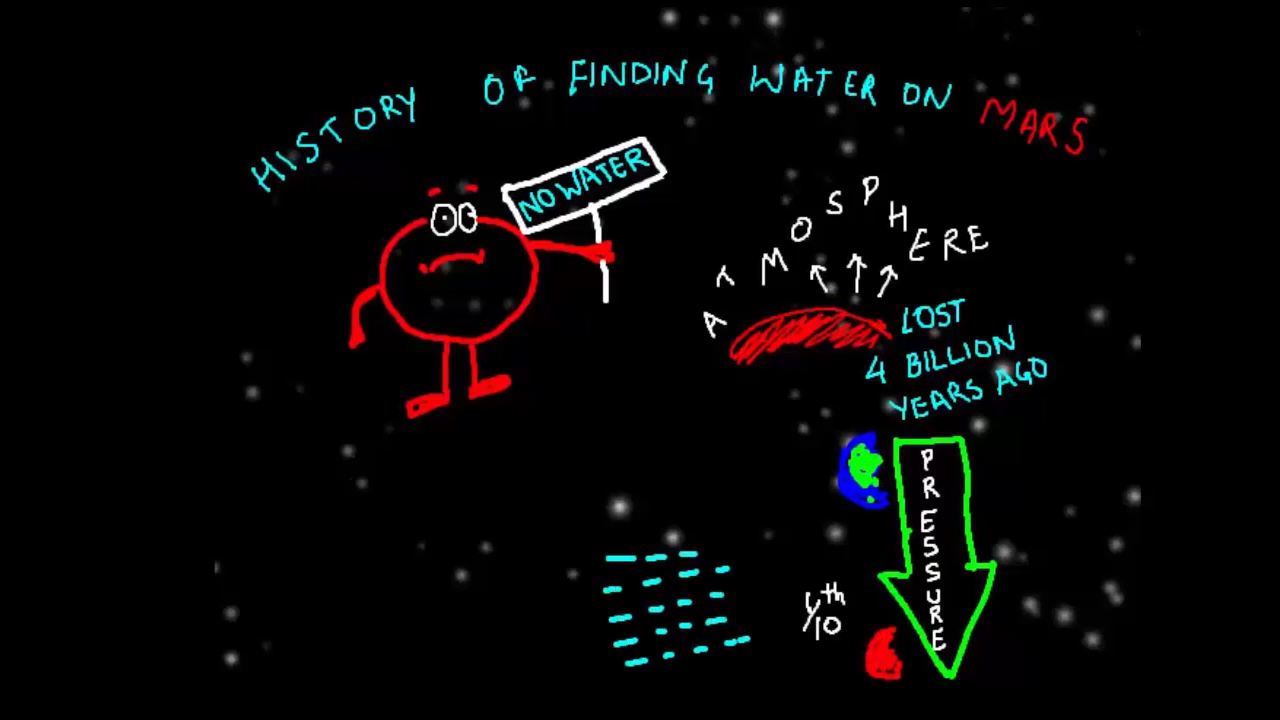 HISTORY OF FINDING WATER ON MARS
NO WATER
ATMOSPHERE
LOST
4 BILLION
YEARS AGO
PRESSURE
1/10th